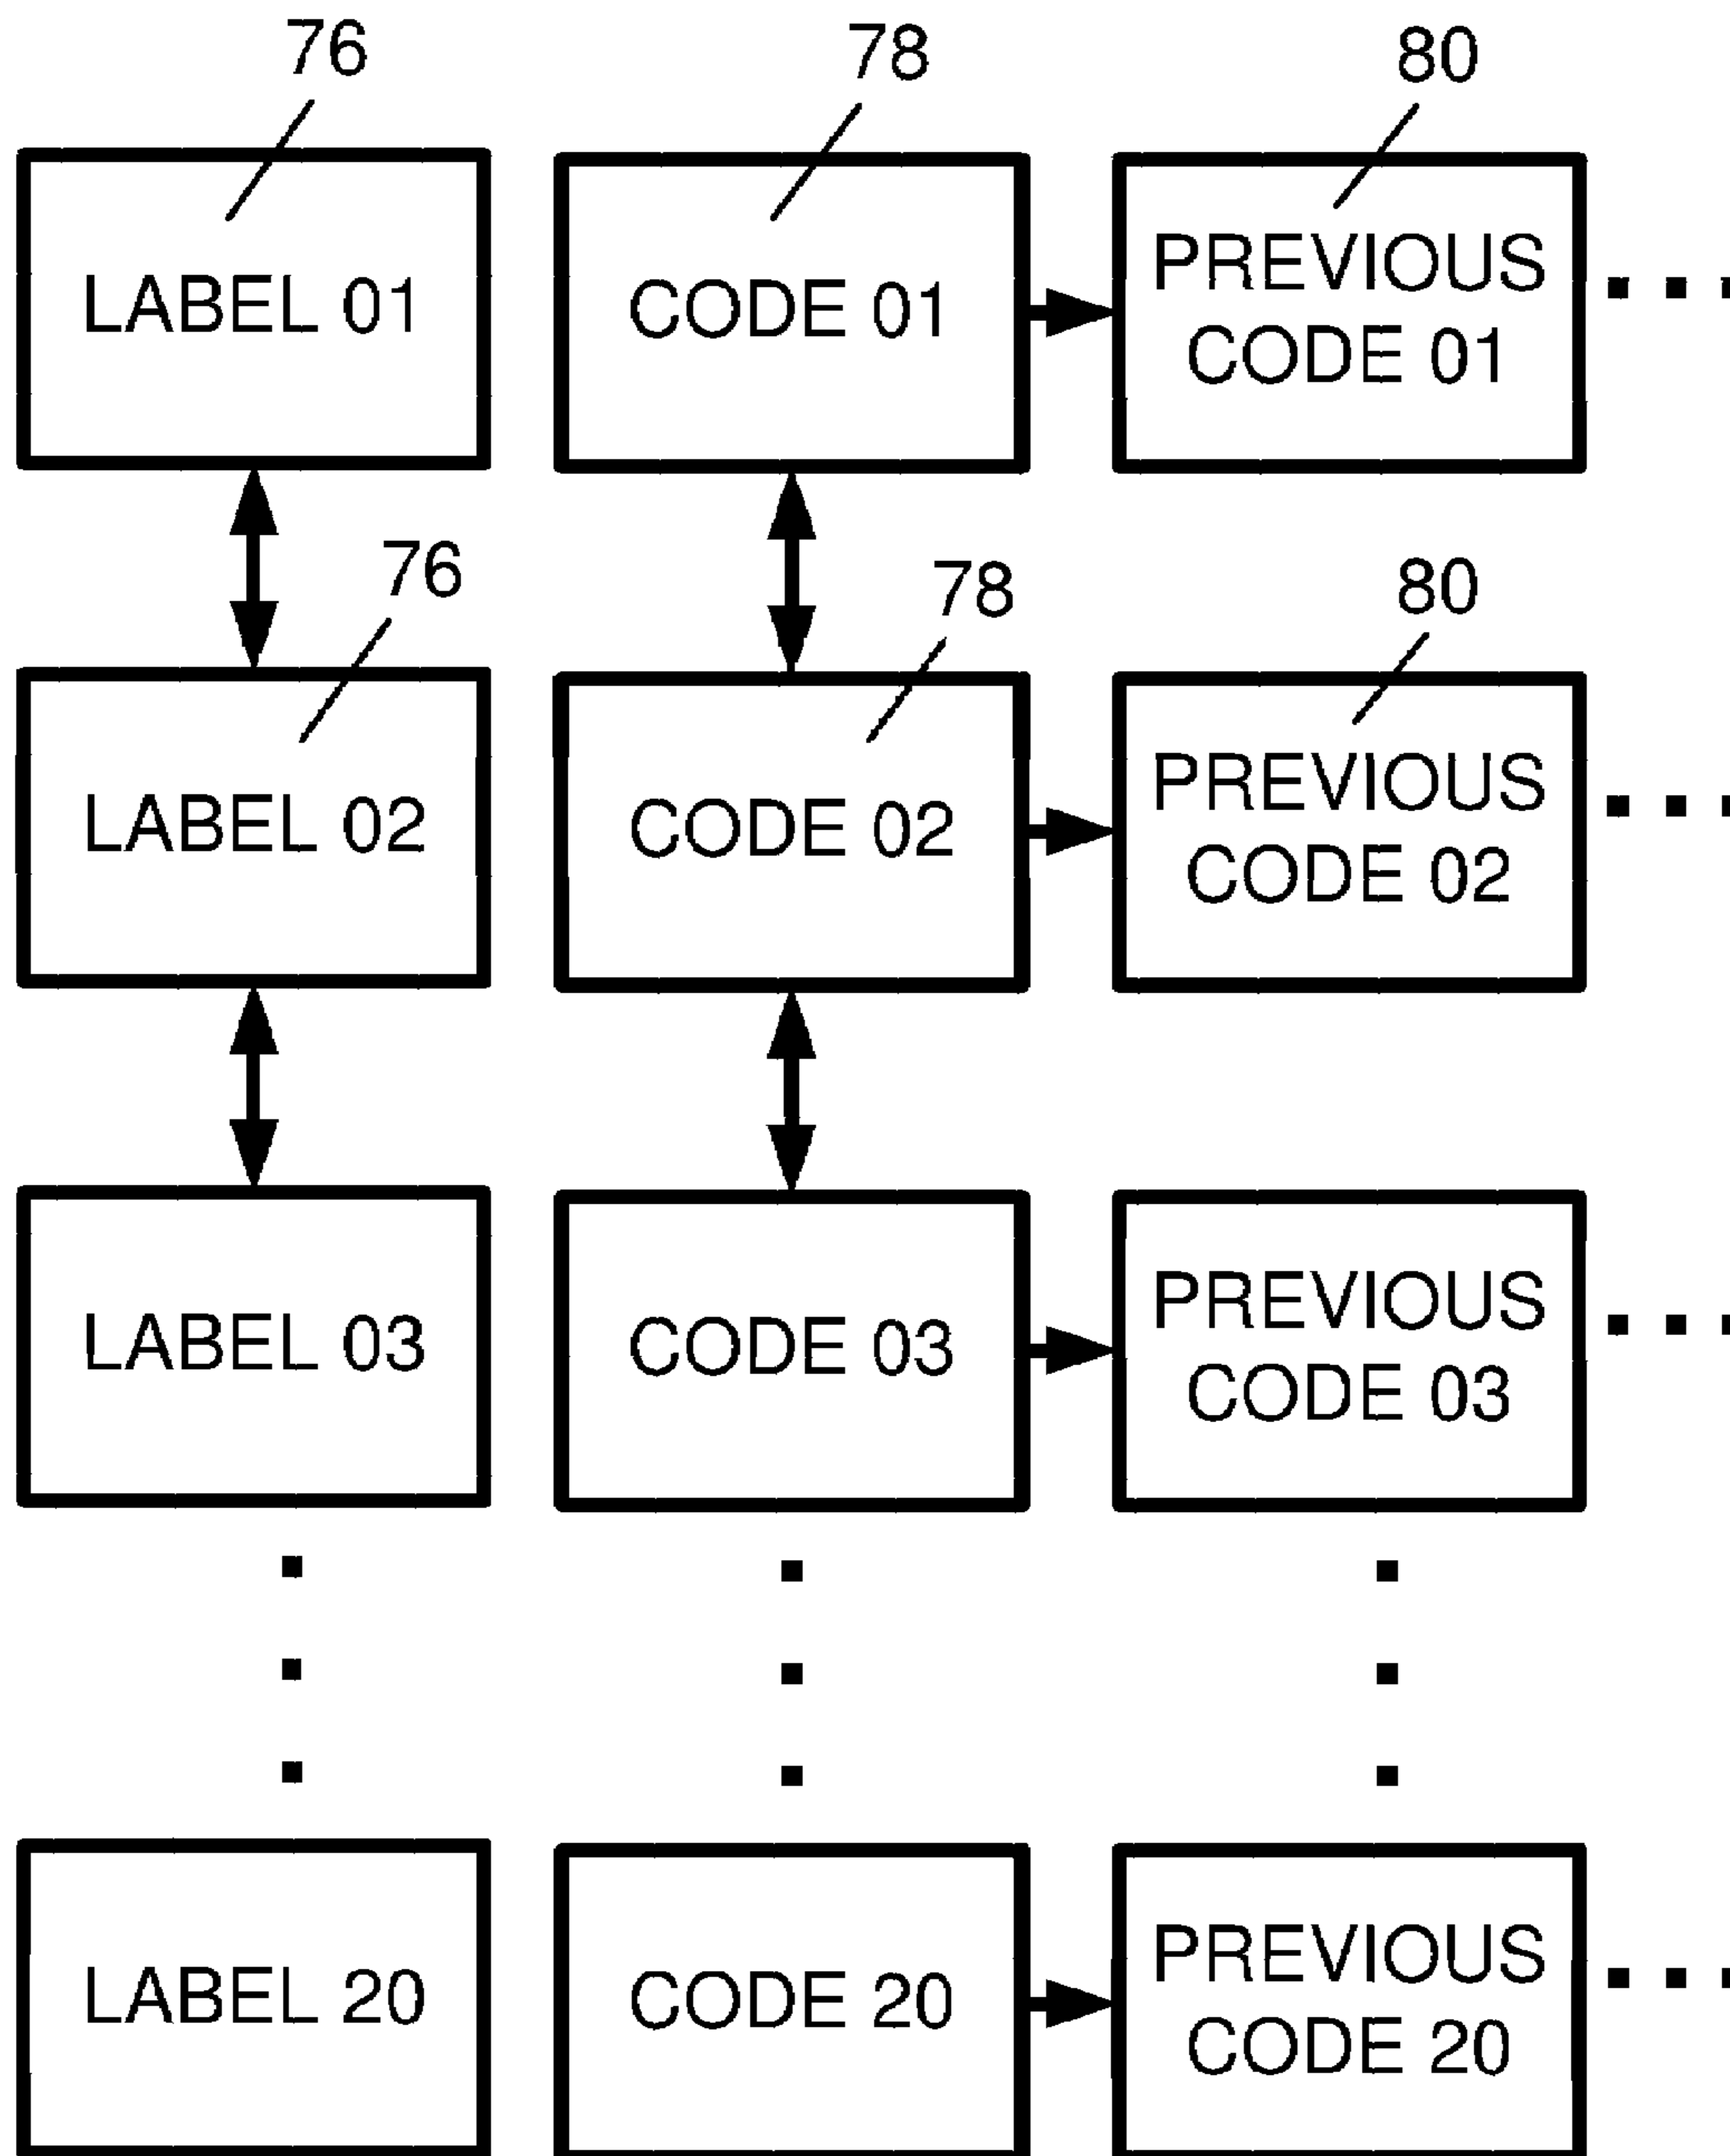 76 78 80
LABEL 01 CODE 01 PREVIOUS
CODE 01
76 78 80
LABEL 02 CODE 02 PREVIOUS
CODE 02
LABEL 03 CODE 03 PREVIOUS
CODE 03
LABEL 20 CODE 20 PREVIOUS
CODE 20